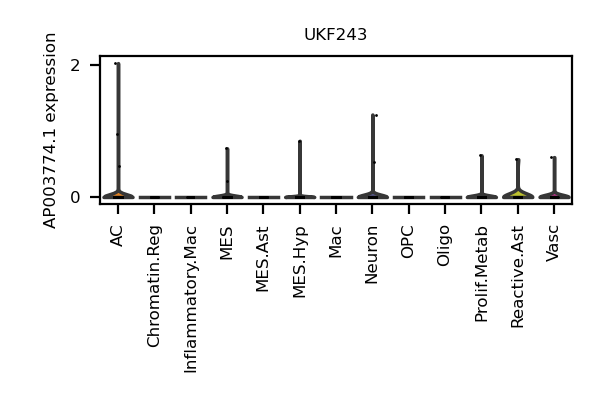 UKF243
AP003774.1 expression
2
0
AC
Chromatin.Reg
Inflammatory.Mac
MES
MES.Ast
MES.Hyp
Mac
Neuron
OPC
Oligo
Prolif.Metab
Reactive.Ast
Vasc